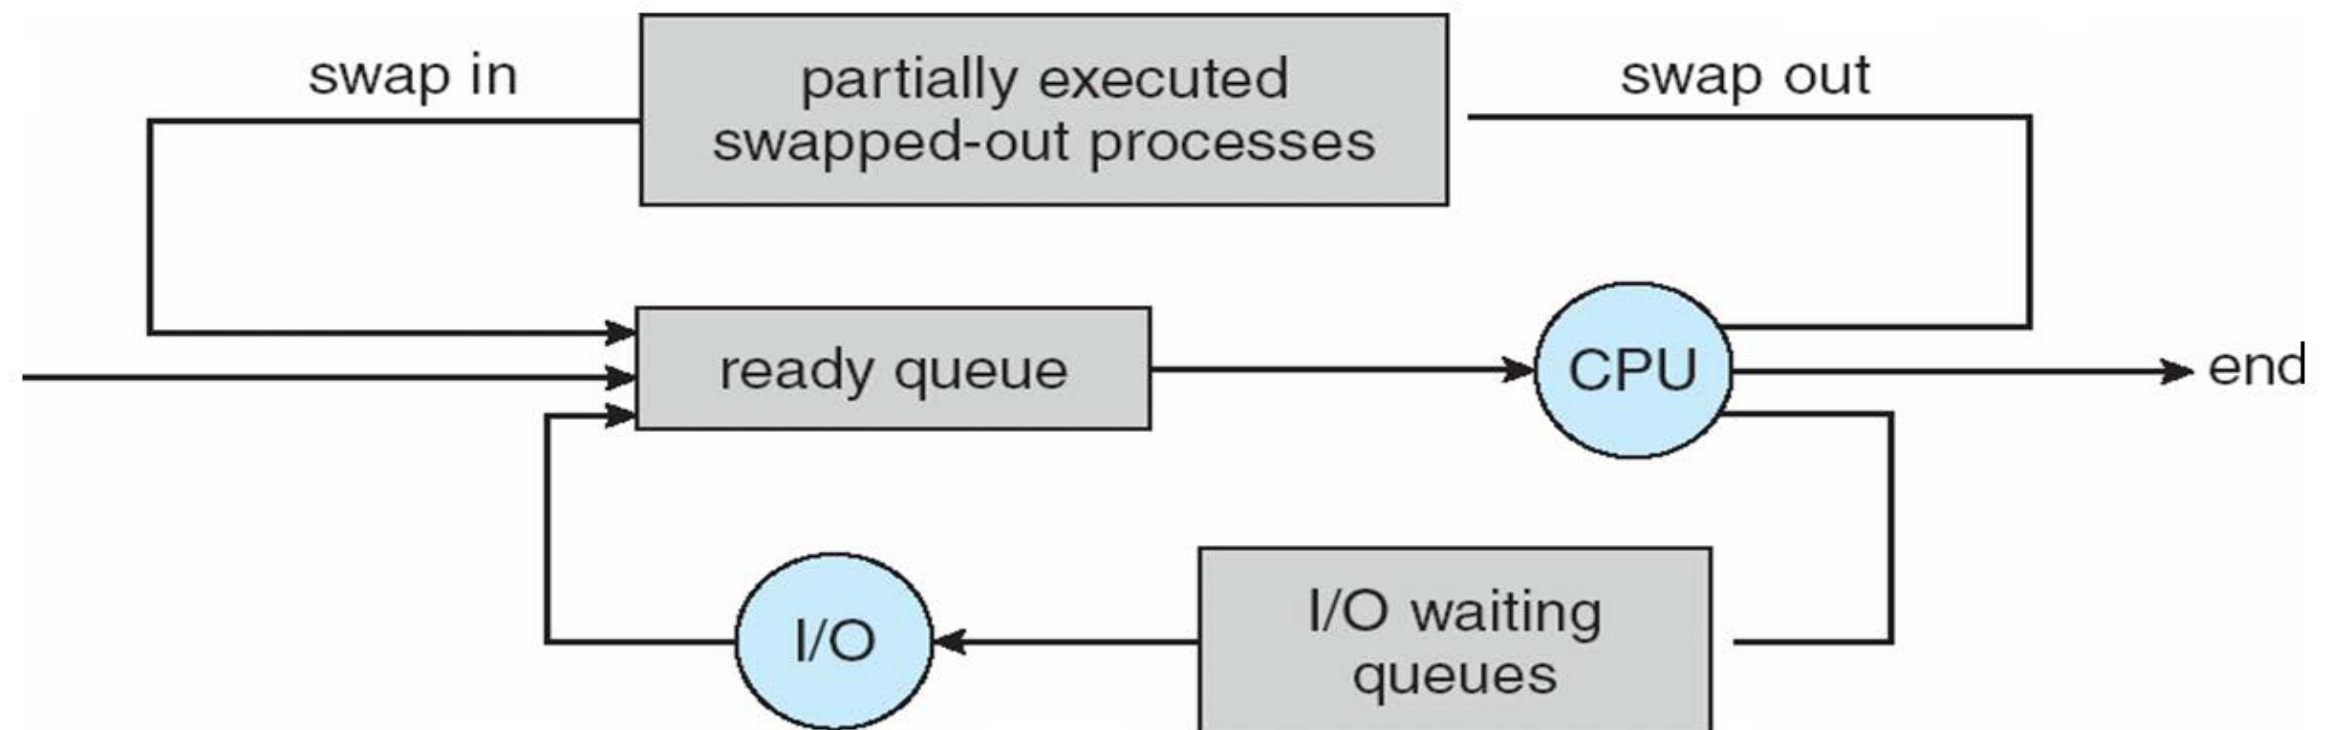 swap in
partially executed
swapped-out processes
swap out
ready queue
CPU
end
I/O
I/O waiting
queues